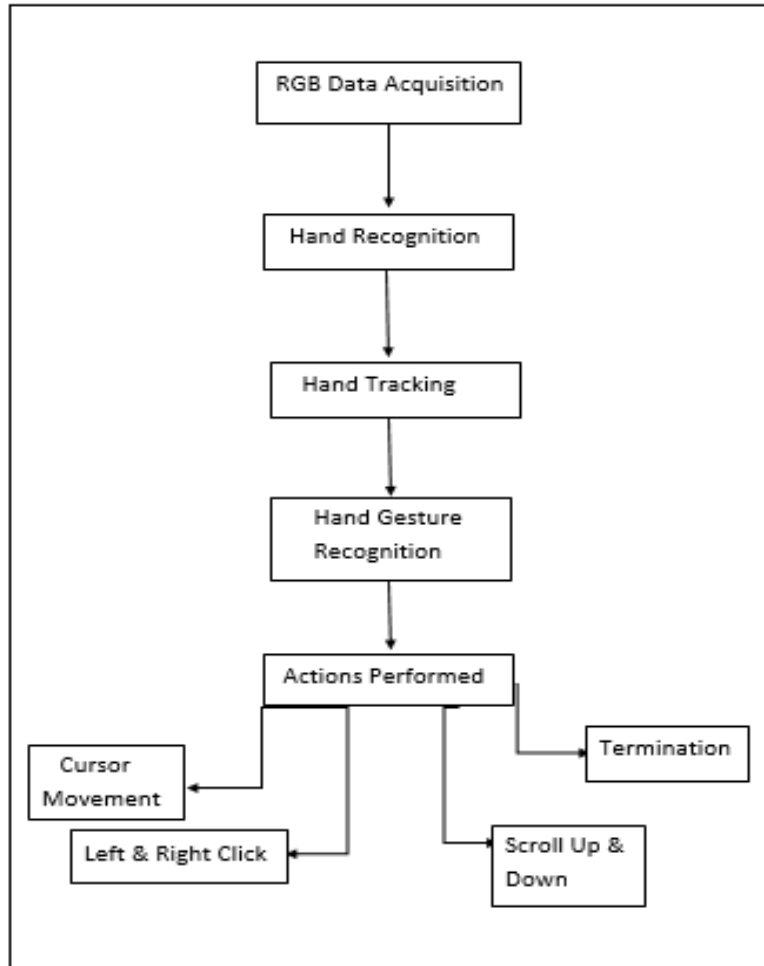 RGB Data Acquisition
Hand Recognition
Hand Tracking
Hand Gesture
Recognition
Actions Performed
Cursor
Movement
Termination
Left & Right Click
Scroll Up &
Down